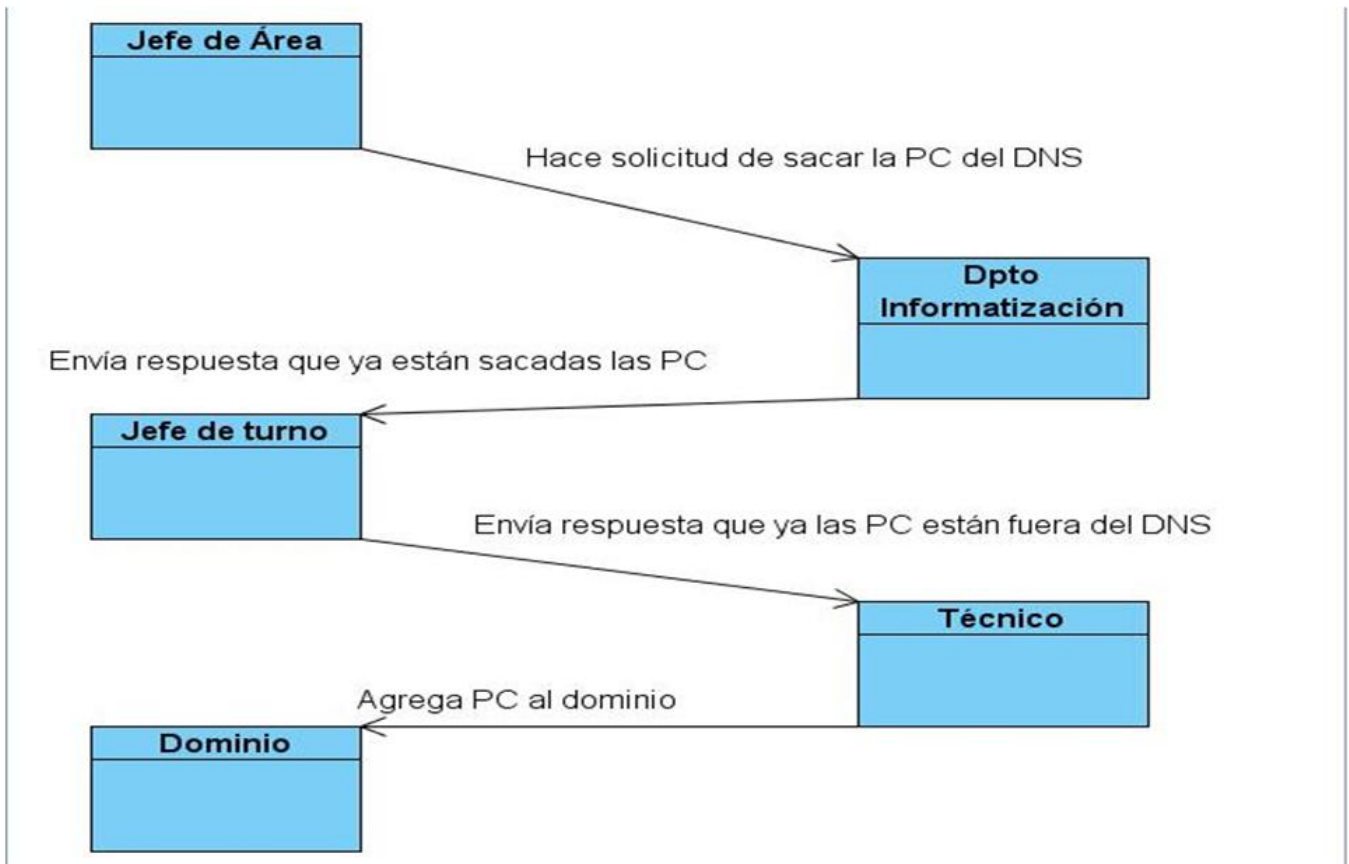 Jefe de Área
Hace solicitud de sacar la PC del DNS
Dpto
Informatización
Envía respuesta que ya están sacadas las PC
Jefe de turno
Envía respuesta que ya las PC están fuera del DNS
Técnico
Agrega PC al dominio
Dominio